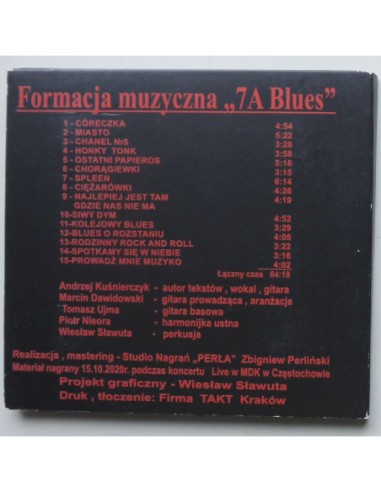 Formacja muzyczna „7A Blues”
1 - CÓRECZKA 4:54
2 - MIASTO 5:22
3 - CHANEL Nr5 3:28
4 - HONKY TONK 3:58
5 - OSTATNI PAPIEROS 5:16
6 - CHORĄGIEWKI 3:15
7 - SPLEEN 6:14
8 - CIĘŻARÓWKI 4:26
9 - NAJLEPIEJ JEST TAM 4:19
GDZIE NAS NIE MA
10-SIWY DYM 4:52
11-KOLEJOWY BLUES 3:29
12-BLUES O ROZSTANIU 4:05
13-RODZINNY ROCK AND ROLL 3:22
14-SPOTKAMY SIĘ W NIEBIE 3:16
15-PROWADŹ MNIE MUZYKO 4:02
Łączny czas 64:18
Andrzej Kuśnierczyk - autor tekstów , wokal , gitara
Marcin Dawidowski - gitara prowadząca , aranżacje
Tomasz Ujma - gitara basowa
Piotr Nieora - harmonijka ustna
Wiesław Sławuta - perkusja
Realizacja , mastering - Studio Nagrań „PERŁA” Zbigniew Perliński
Materiał nagrany 15.10.2020r. podczas koncertu Live w MDK w Częstochowie
Projekt graficzny - Wiesław Sławuta
Druk , tłoczenie: Firma TAKT Kraków